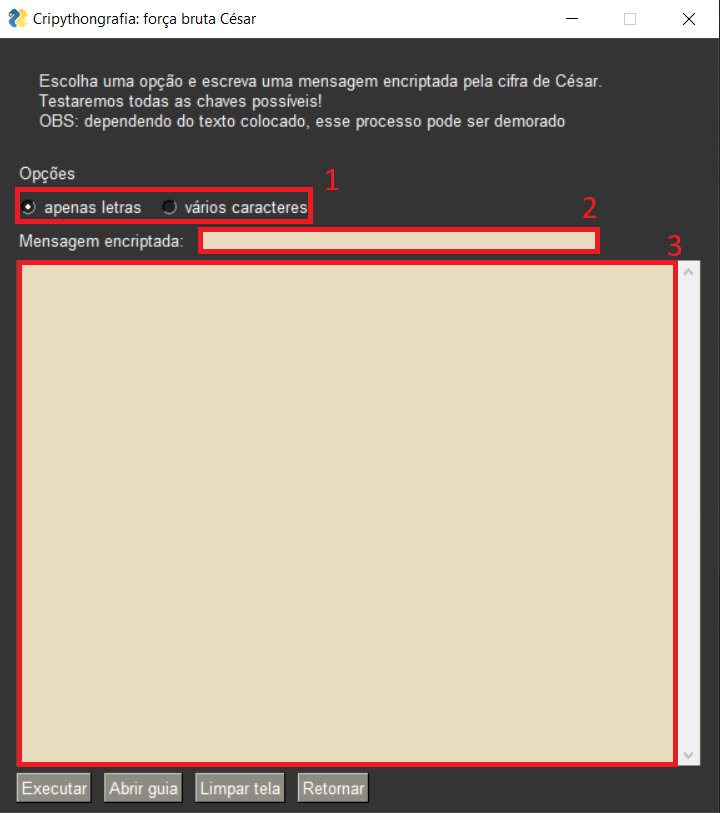 Cripythongrafia: força bruta César
Escolha uma opção e escreva uma mensagem encriptada pela cifra de César.
Testaremos todas as chaves possíveis!
OBS: dependendo do texto colocado, esse processo pode ser demorado
Opções
1
apenas letras vários caracteres
2
Mensagem encriptada:
3
Executar Abrir guia Limpar tela Retornar